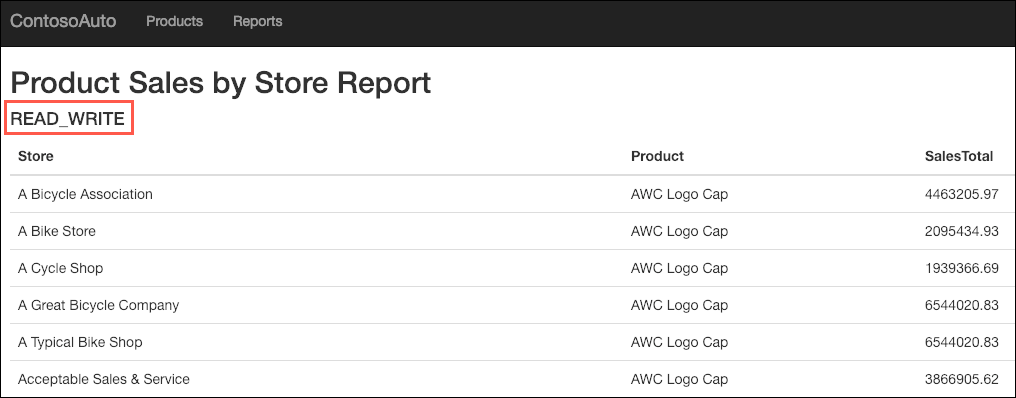 ContosoAuto Products Reports
Product Sales by Store Report
READ_WRITE
Store Product SalesTotal
A Bicycle Association AWC Logo Cap 4463205.97
A Bike Store AWC Logo Cap 2095434.93
A Cycle Shop AWC Logo Cap 1939366.69
A Great Bicycle Company AWC Logo Cap 6544020.83
A Typical Bike Shop AWC Logo Cap 6544020.83
Acceptable Sales & Service AWC Logo Cap 3866905.62